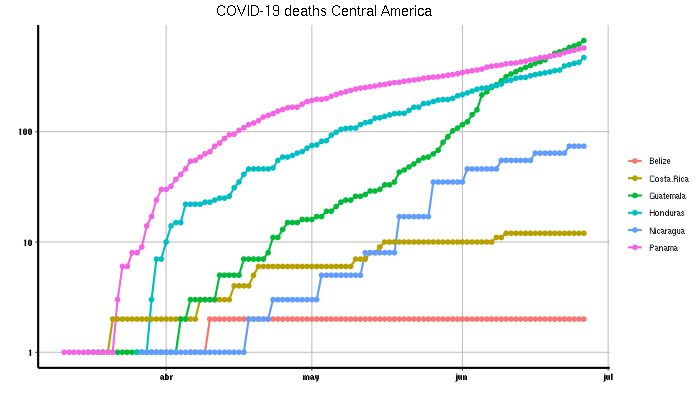 COVID-19 deaths Central America
100
10
1
abr
may
jun
jul
Belize
Costa.Rica
Guatemala
Honduras
Nicaragua
Panama